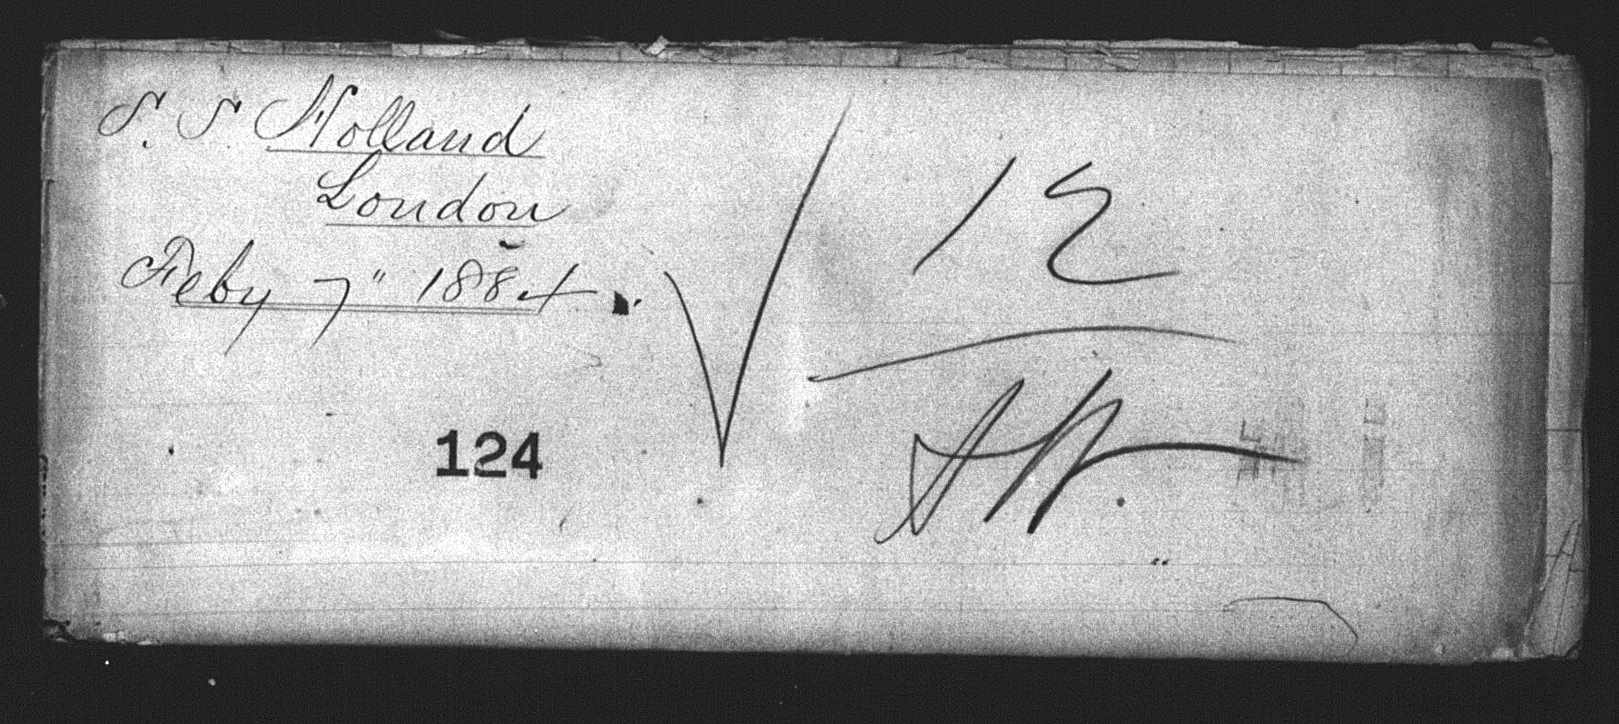 S. S. Holland
London
Feby 7" 1884.
12
124